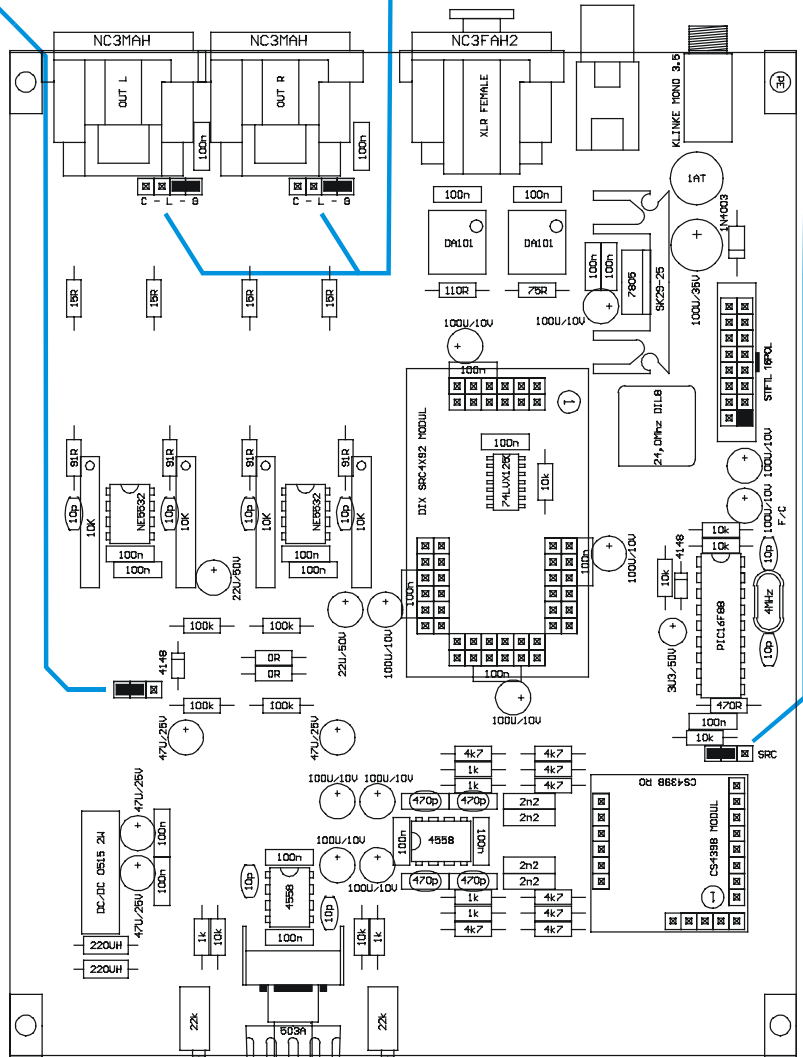 NC3MAH
NC3MAH
NC3FAH2
OUT L
OUT R
XLR FEMALE
KLINKE MONO 3.5
PE
100n
100n
C - L - G
C - L - G
100n
100n
1AT
1N4003
DA101
DA101
100n
100n
7805
SK29-25
100U/35V
110R
75R
100U/10V
15R
15R
15R
15R
100U/10V
100n
STFTL 16POL
24,0MHz DIL8
DIX SRC4X92 MODUL
1
100n
74LVX125D
10k
91R
91R
91R
91R
10p
10K
NE5532
10p
10K
10p
10K
NE5532
10p
10K
100n
100n
100n
100n
22U/50V
100U/10V
100U/10V
F/C
10k
10k
4148
10k
10p
4MHz
10p
PIC16F88
3U3/50V
470R
100n
10k
SRC
100n
100U/10V
100n
22U/50V
100U/10V
100n
100U/10V
100k
100k
4148
0R
0R
100k
100k
47U/25V
47U/25V
4k7
1k
4k7
4k7
4k7
4k7
100U/10V
100U/10V
470p
470p
2n2
2n2
100n
4558
100n
100U/10V
100U/10V
470p
470p
2n2
2n2
1k
1k
4k7
4k7
4k7
4k7
CS4398 RO
CS4398 MODUL
1
DC/DC 0515 2W
47U/25V
100n
100n
47U/25V
220UH
220UH
100n
10p
4558
10p
100n
1k
10k
10k
1k
22k
503A
22k